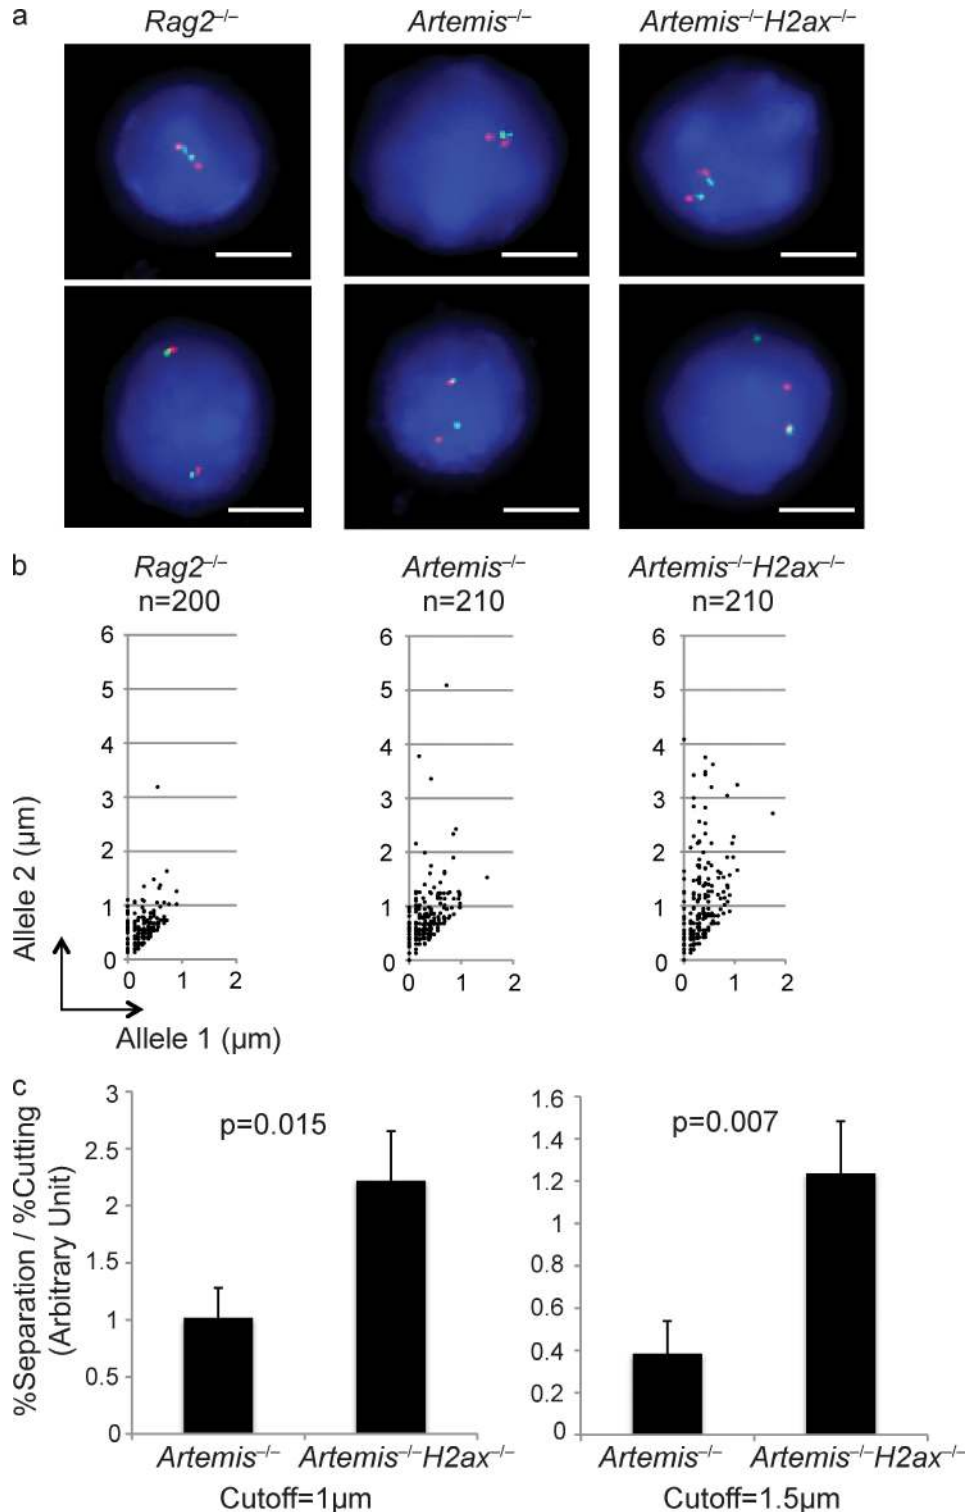 a
Rag2–/–
Artemis–/–
Artemis–/–H2ax–/–
b
Rag2–/–
n=200
Artemis–/–
n=210
Artemis–/–H2ax–/–
n=210
6
5
4
3
2
1
0
0 1 2
6
5
4
3
2
1
0
0 1 2
6
5
4
3
2
1
0
0 1 2
Allele 2 (µm)
Allele 1 (µm)
c
%Separation / %Cutting
(Arbitrary Unit)
3
2.5
2
1.5
1
0.5
0
p=0.015
Artemis–/– Artemis–/–H2ax–/–
Cutoff=1µm
1.6
1.4
1.2
1
0.8
0.6
0.4
0.2
0
p=0.007
Artemis–/– Artemis–/–H2ax–/–
Cutoff=1.5µm